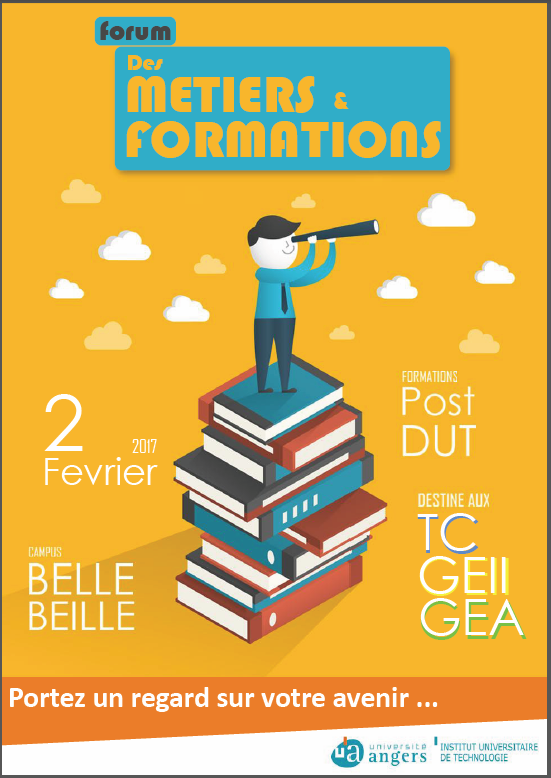 forum
Des
METIERS &
FORMATIONS
FORMATIONS
Post
DUT
2
2017
Fevrier
DESTINE AUX
TC
GEII
GEA
CAMPUS
BELLE
BEILLE
Portez un regard sur votre avenir ...
ua université angers
INSTITUT UNIVERSITAIRE
DE TECHNOLOGIE